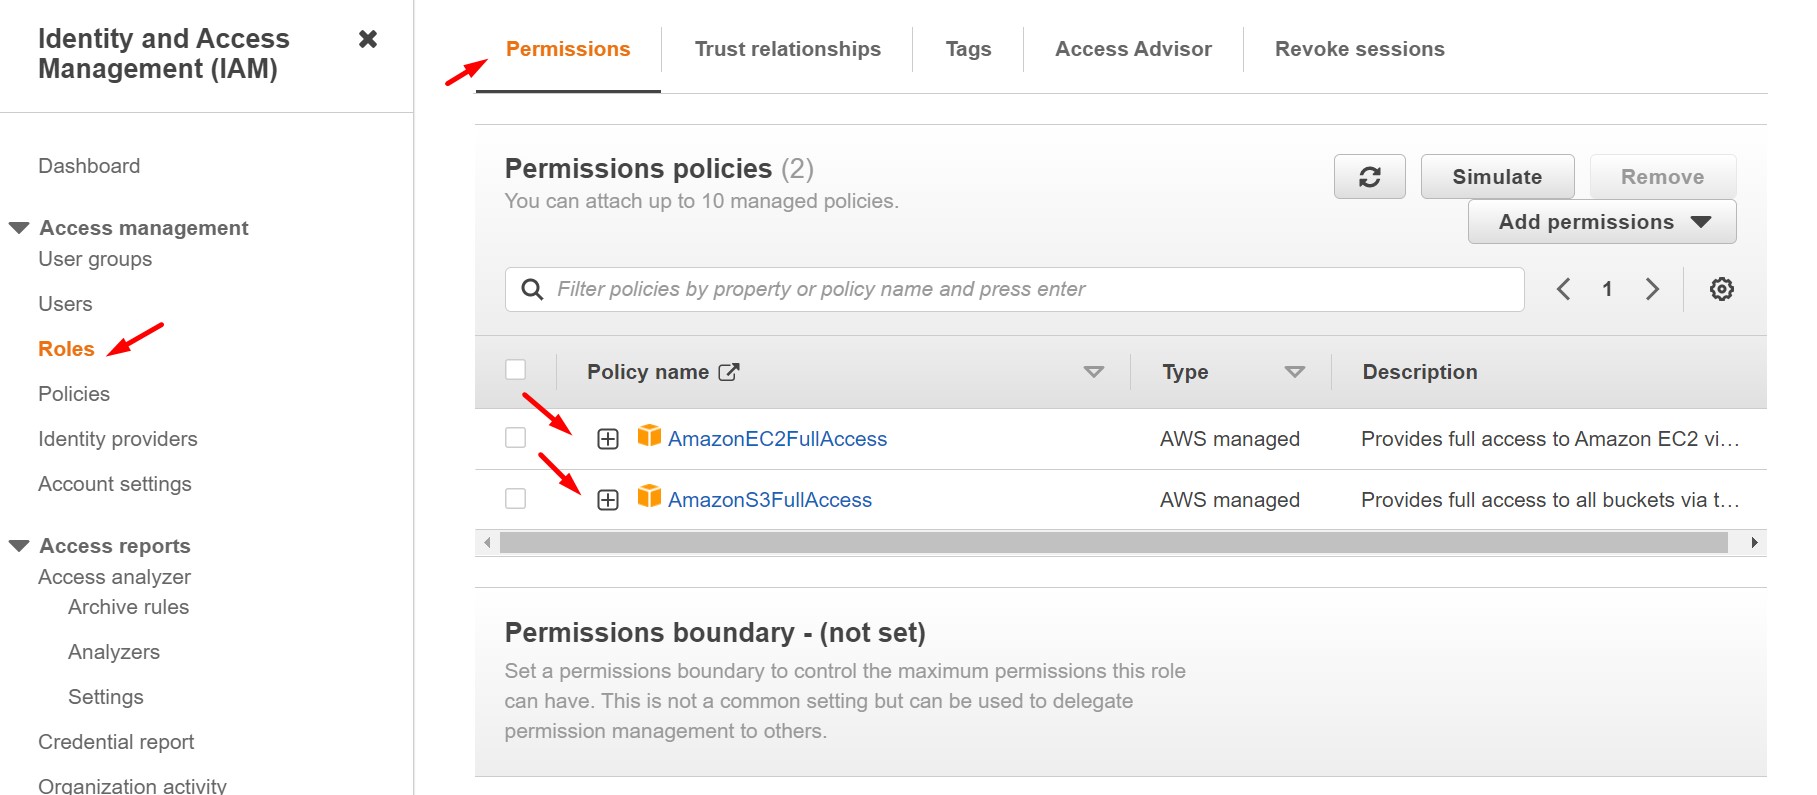 Identity and Access
Management (IAM)
Dashboard
Access management
User groups
Users
Roles
Policies
Identity providers
Account settings
Access reports
Access analyzer
Archive rules
Analyzers
Settings
Credential report
Organization activity
Permissions
Trust relationships
Tags
Access Advisor
Revoke sessions
Permissions policies (2)
You can attach up to 10 managed policies.
Simulate
Remove
Add permissions
Filter policies by property or policy name and press enter
1
Policy name
Type
Description
AmazonEC2FullAccess
AWS managed
Provides full access to Amazon EC2 vi…
AmazonS3FullAccess
AWS managed
Provides full access to all buckets via t…
Permissions boundary - (not set)
Set a permissions boundary to control the maximum permissions this role
can have. This is not a common setting but can be used to delegate
permission management to others.